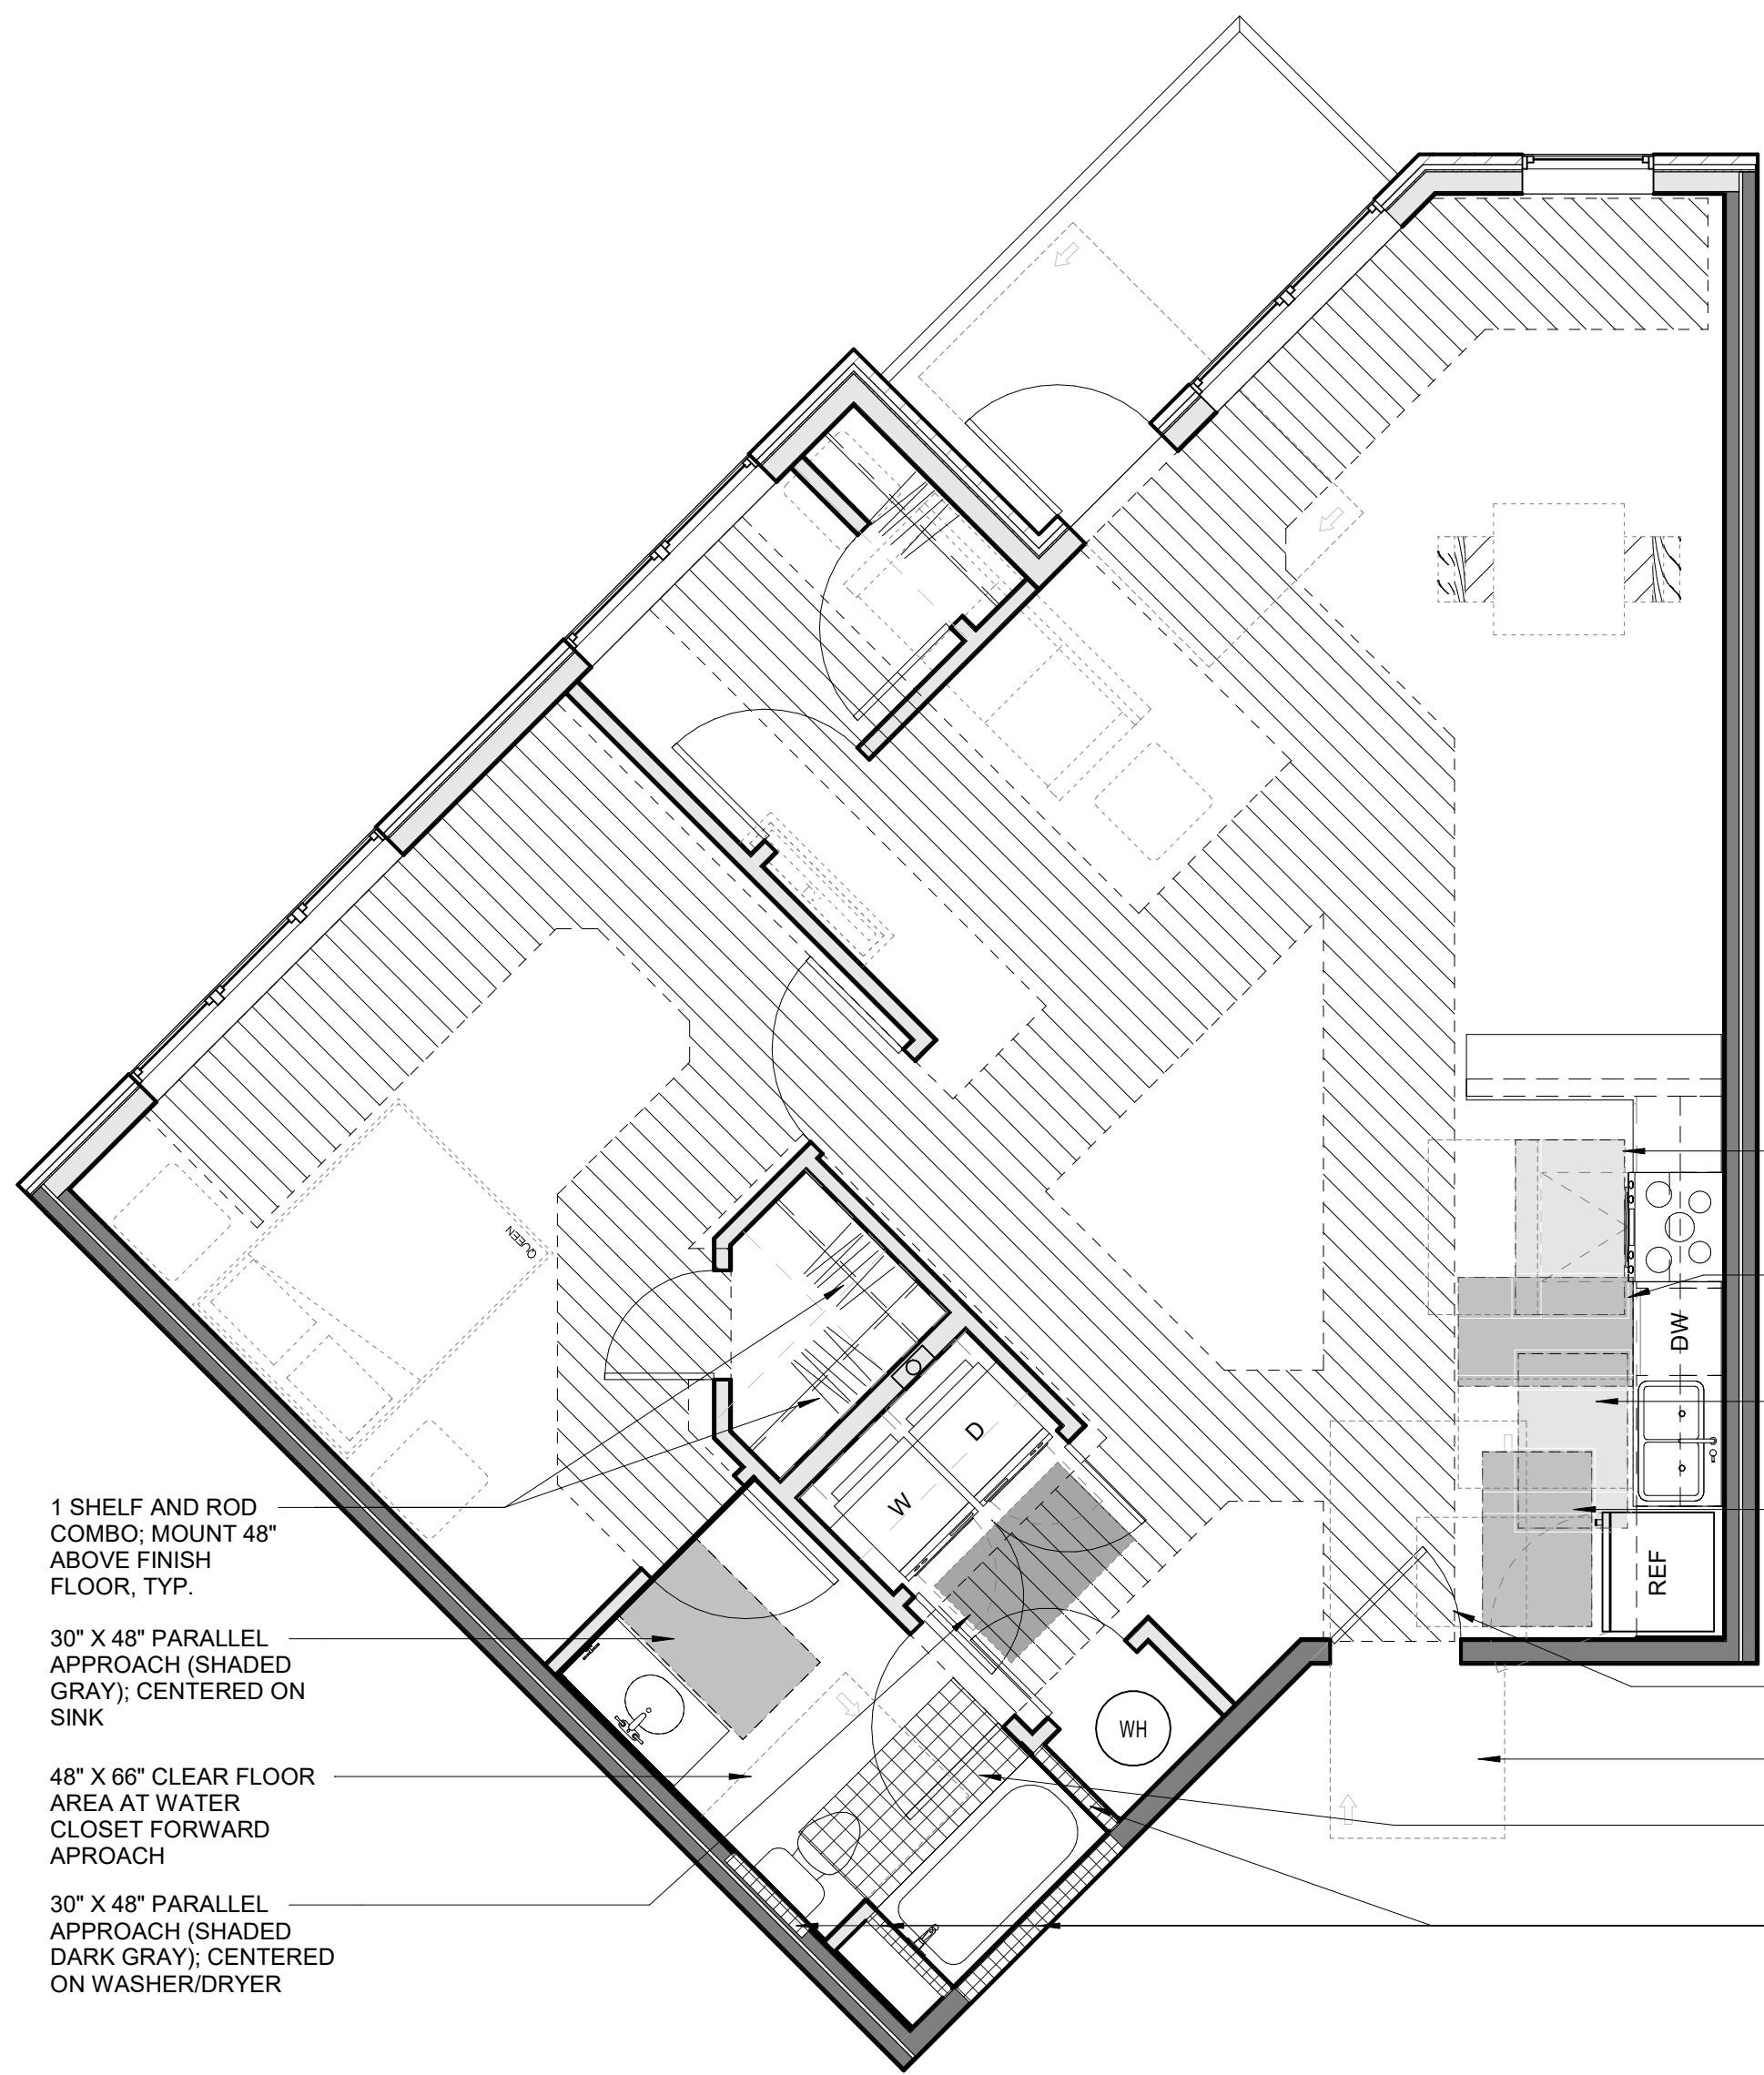 QUEEN
DW
REF
D
W
WH
1 SHELF AND ROD
COMBO; MOUNT 48"
ABOVE FINISH
FLOOR, TYP.
30" X 48" PARALLEL
APPROACH (SHADED
GRAY); CENTERED ON
SINK
48" X 66" CLEAR FLOOR
AREA AT WATER
CLOSET FORWARD
APROACH
30" X 48" PARALLEL
APPROACH (SHADED
DARK GRAY); CENTERED
ON WASHER/DRYER